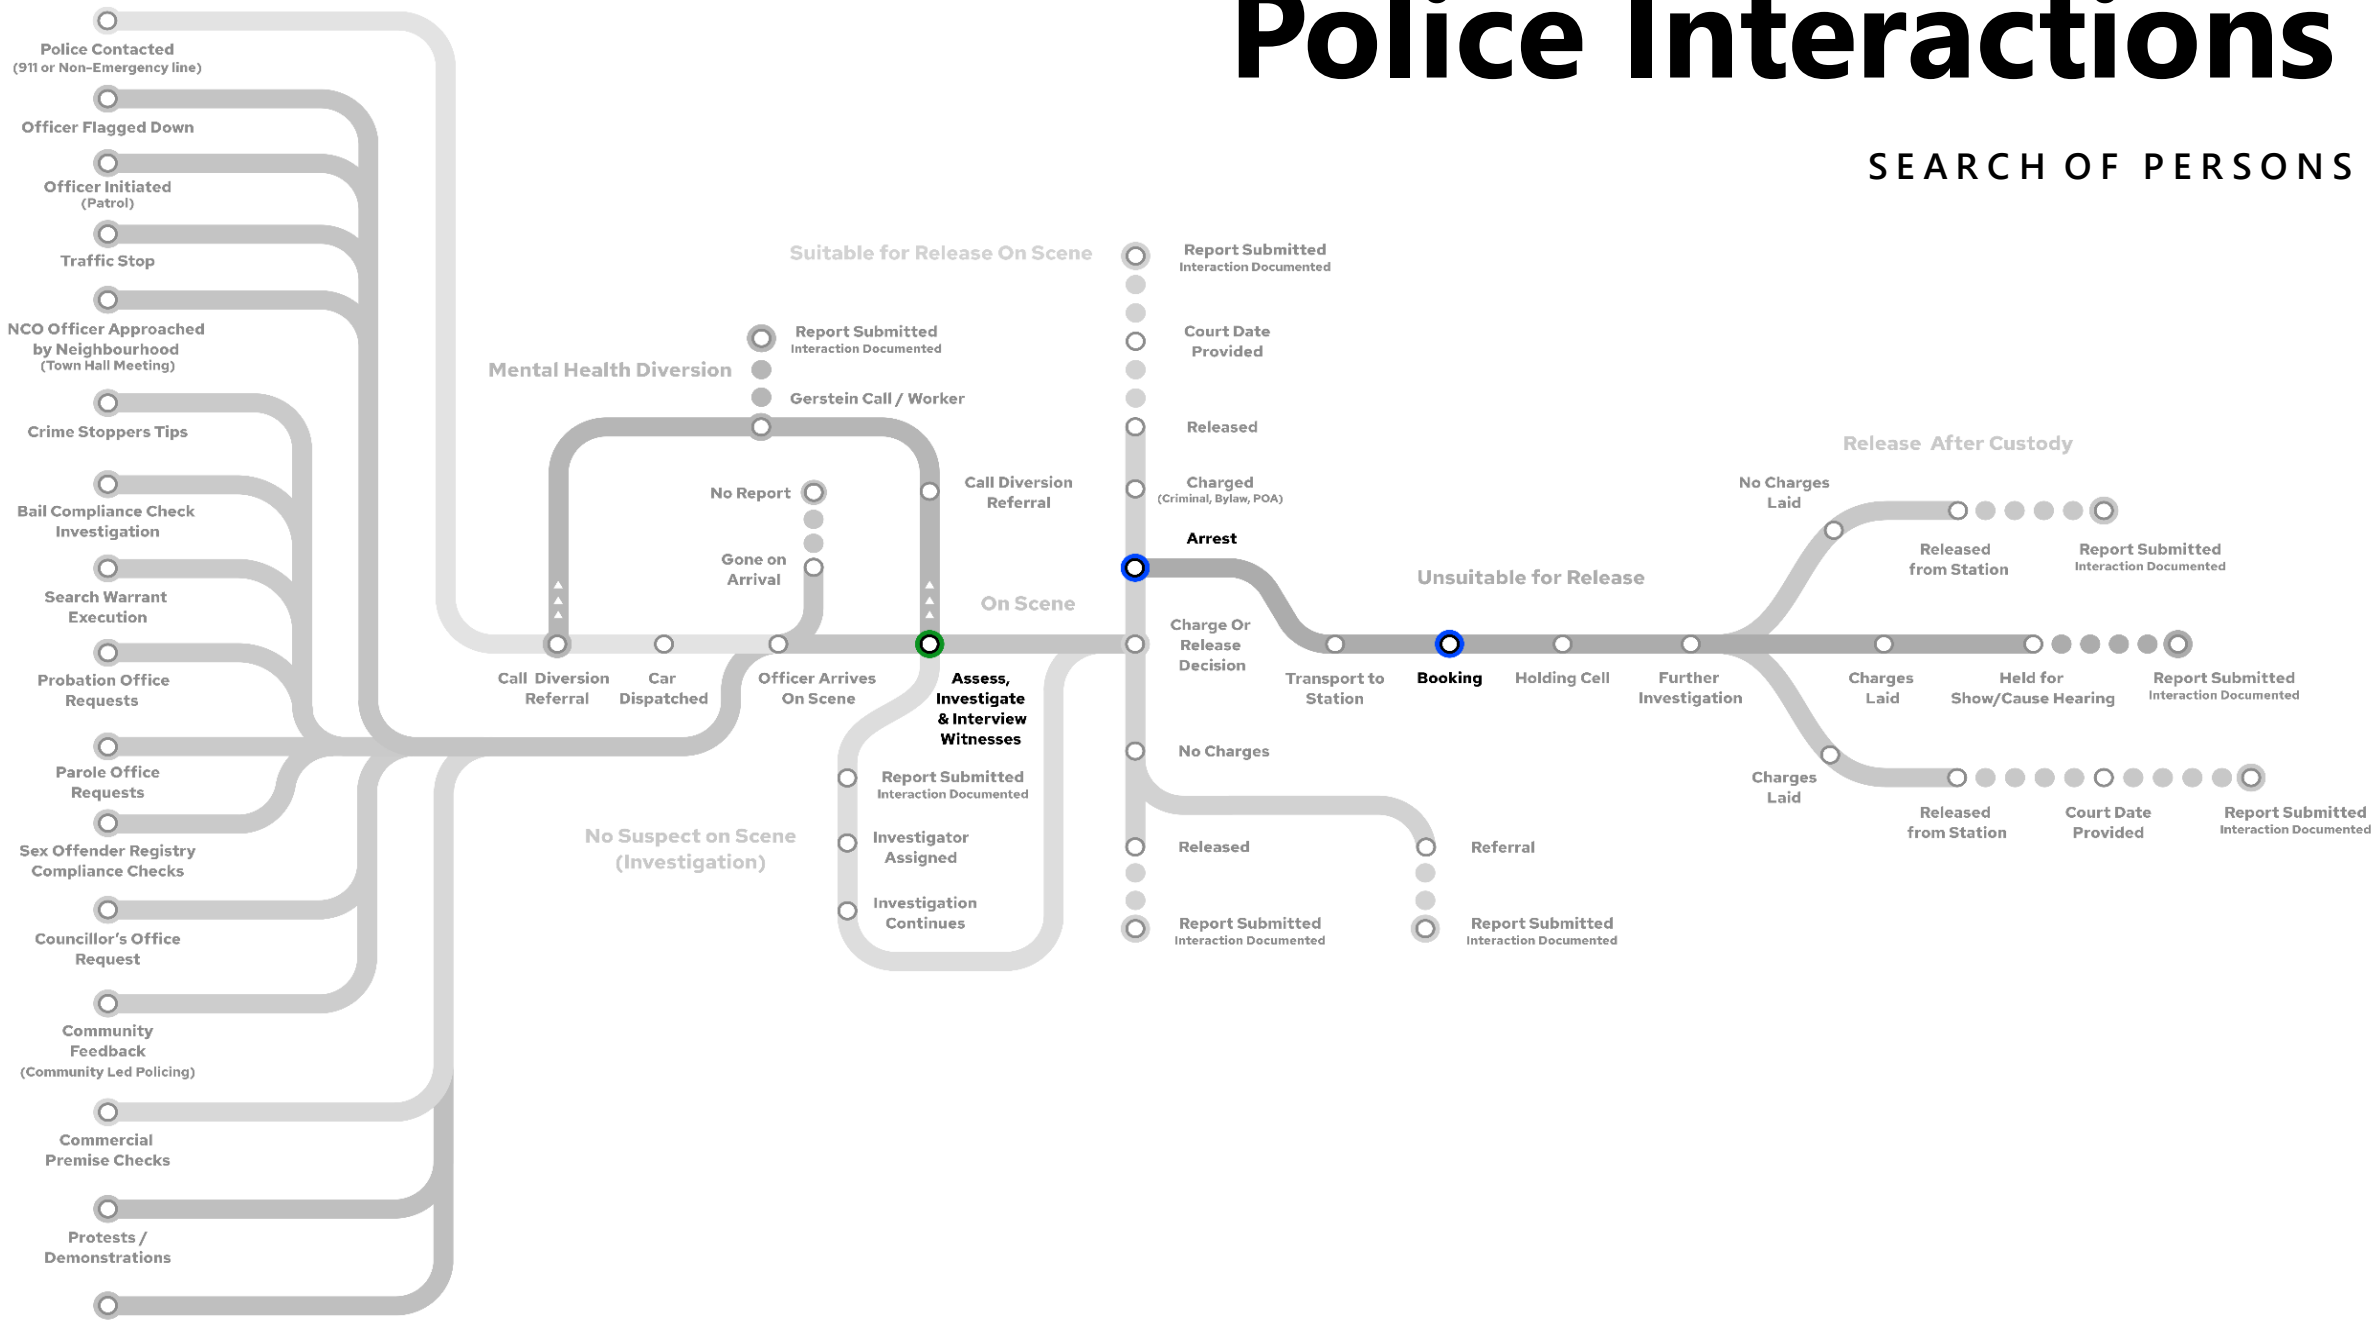 Police Interactions
SEARCH OF PERSONS
Police Contacted
(911 or Non-Emergency line)
Officer Flagged Down
Officer Initiated
(Patrol)
Traffic Stop
NCO Officer Approached
by Neighbourhood
(Town Hall Meeting)
Crime Stoppers Tips
Bail Compliance Check
Investigation
Search Warrant
Execution
Probation Office
Requests
Parole Office
Requests
Sex Offender Registry
Compliance Checks
Councillor's Office
Request
Community
Feedback
(Community Led Policing)
Commercial
Premise Checks
Protests /
Demonstrations
Mental Health Diversion
Report Submitted
Interaction Documented
Gerstein Call / Worker
No Report
Gone on
Arrival
Call Diversion
Referral
On Scene
Call Diversion
Referral
Car
Dispatched
Officer Arrives
On Scene
Assess,
Investigate
& Interview
Witnesses
No Suspect on Scene
(Investigation)
Report Submitted
Interaction Documented
Investigator
Assigned
Investigation
Continues
Suitable for Release On Scene
Report Submitted
Interaction Documented
Court Date
Provided
Released
Charged
(Criminal, Bylaw, POA)
Arrest
Charge Or
Release
Decision
No Charges
Released
Report Submitted
Interaction Documented
Referral
Report Submitted
Interaction Documented
Unsuitable for Release
Transport to
Station
Booking
Holding Cell
Further
Investigation
Release After Custody
No Charges
Laid
Released
from Station
Report Submitted
Interaction Documented
Charges
Laid
Held for
Show/Cause Hearing
Report Submitted
Interaction Documented
Charges
Laid
Released
from Station
Court Date
Provided
Report Submitted
Interaction Documented